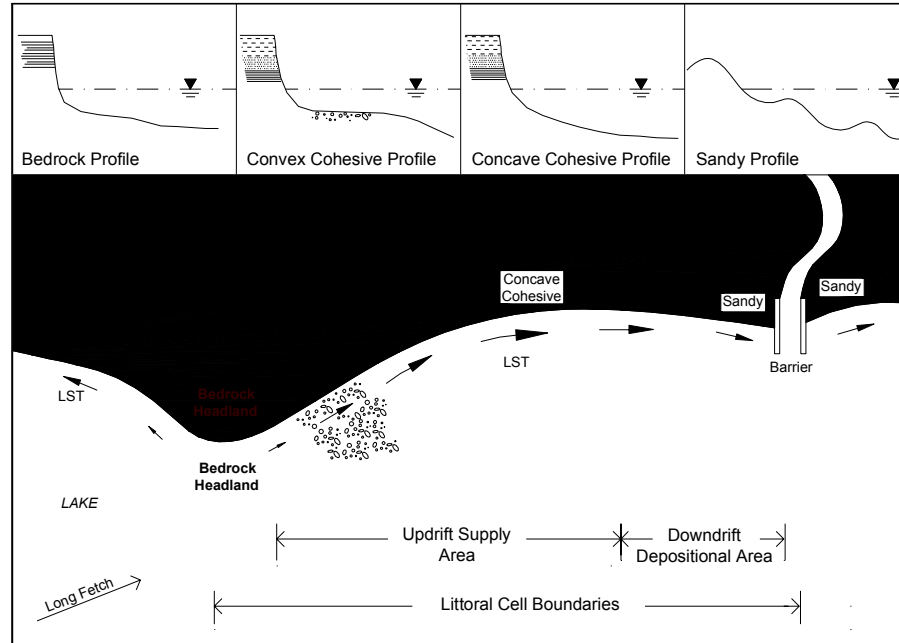 Bedrock Profile
Convex Cohesive Profile
Concave Cohesive Profile
Sandy Profile
Concave
Cohesive
Sandy
Sandy
Barrier
LST
LST
Bedrock
Headland
Bedrock
Headland
LAKE
Updrift Supply
Area
Downdrift
Depositional Area
Long Fetch
Littoral Cell Boundaries